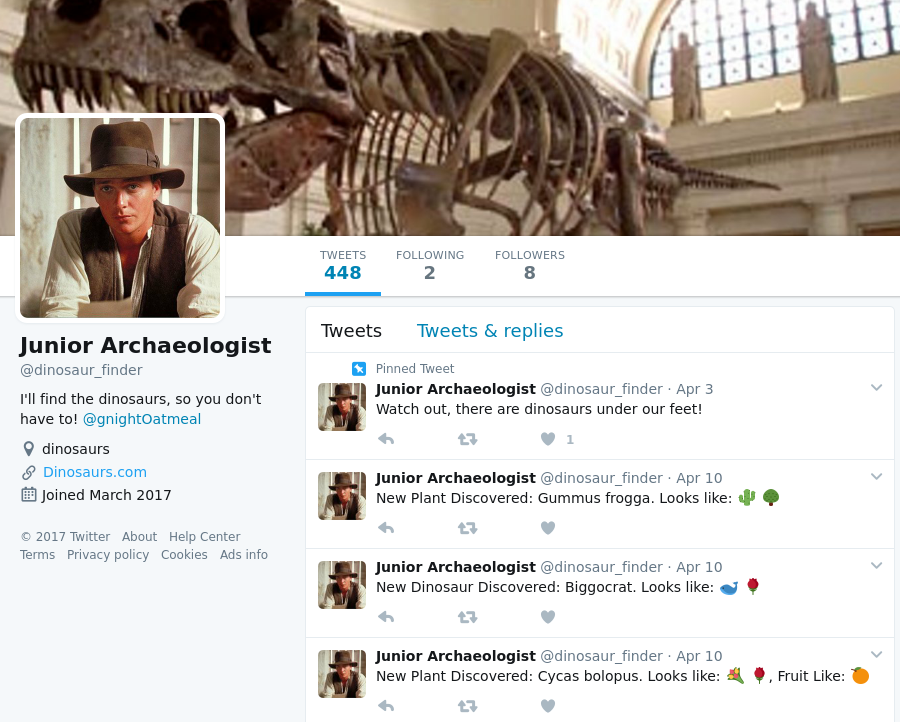 TWEETS FOLLOWING FOLLOWERS
448 2 8
Junior Archaeologist
@dinosaur_finder
I'll find the dinosaurs, so you don't
have to! @gnightOatmeal
dinosaurs
Dinosaurs.com
Joined March 2017
© 2017 Twitter About Help Center
Terms Privacy policy Cookies Ads info
Tweets Tweets & replies
Pinned Tweet
Junior Archaeologist @dinosaur_finder · Apr 3
Watch out, there are dinosaurs under our feet!
1
Junior Archaeologist @dinosaur_finder · Apr 10
New Plant Discovered: Gummus frogga. Looks like: 🌵 🌳
Junior Archaeologist @dinosaur_finder · Apr 10
New Dinosaur Discovered: Biggocrat. Looks like: 🐋 🌹
Junior Archaeologist @dinosaur_finder · Apr 10
New Plant Discovered: Cycas bolopus. Looks like: 💐 🌹, Fruit Like: 🍊